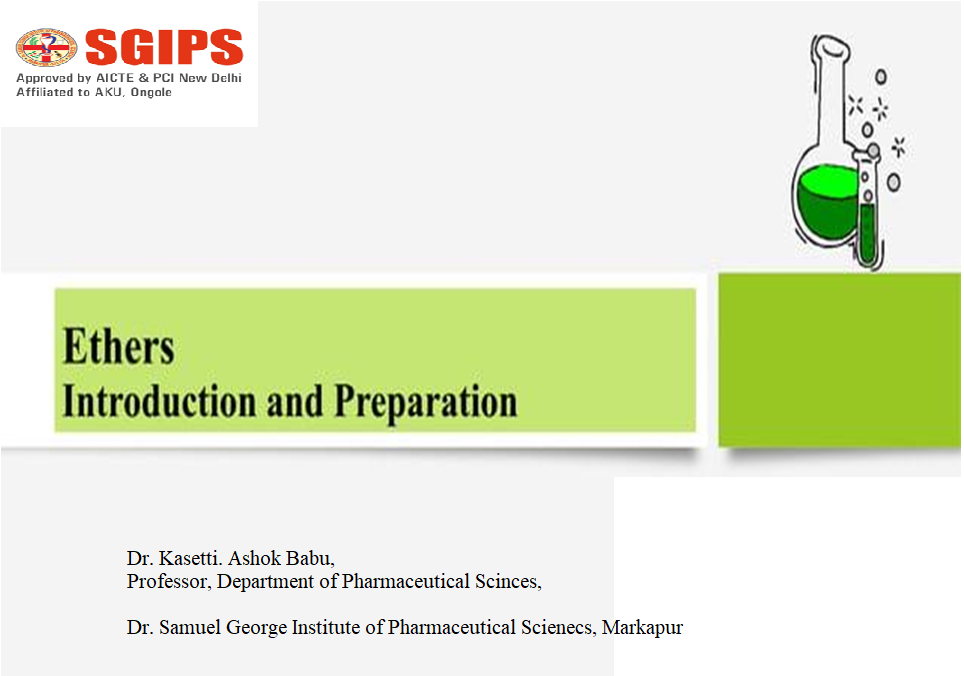 SGIPS
Approved by AICTE & PCI New Delhi
Affiliated to AKU, Ongole
Ethers
Introduction and Preparation
Dr. Kasetti. Ashok Babu,
Professor, Department of Pharmaceutical Scinces,
Dr. Samuel George Institute of Pharmaceutical Scienecs, Markapur